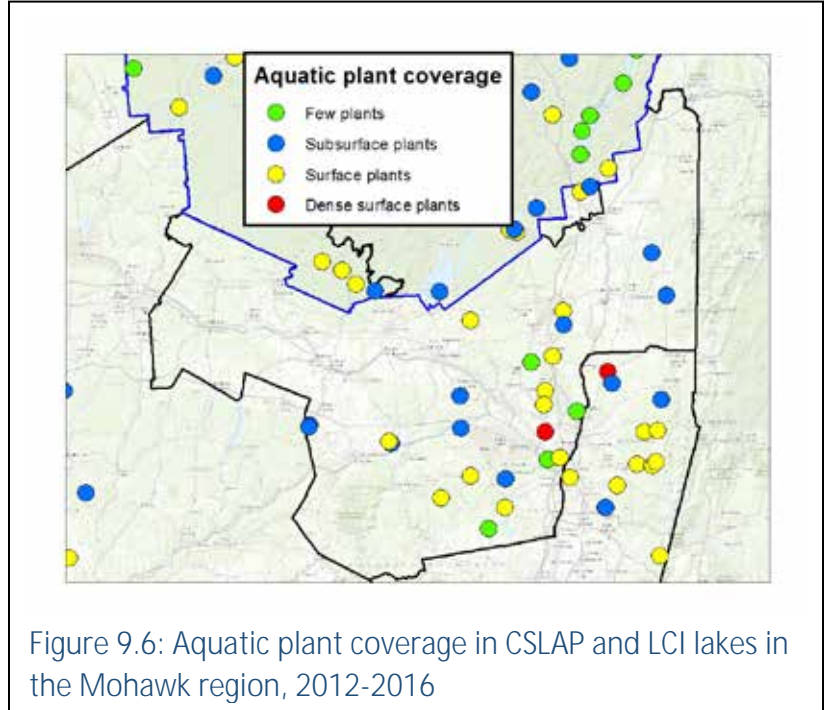 Aquatic plant coverage
Few plants
Subsurface plants
Surface plants
Dense surface plants
Figure 9.6: Aquatic plant coverage in CSLAP and LCI lakes in
the Mohawk region, 2012-2016